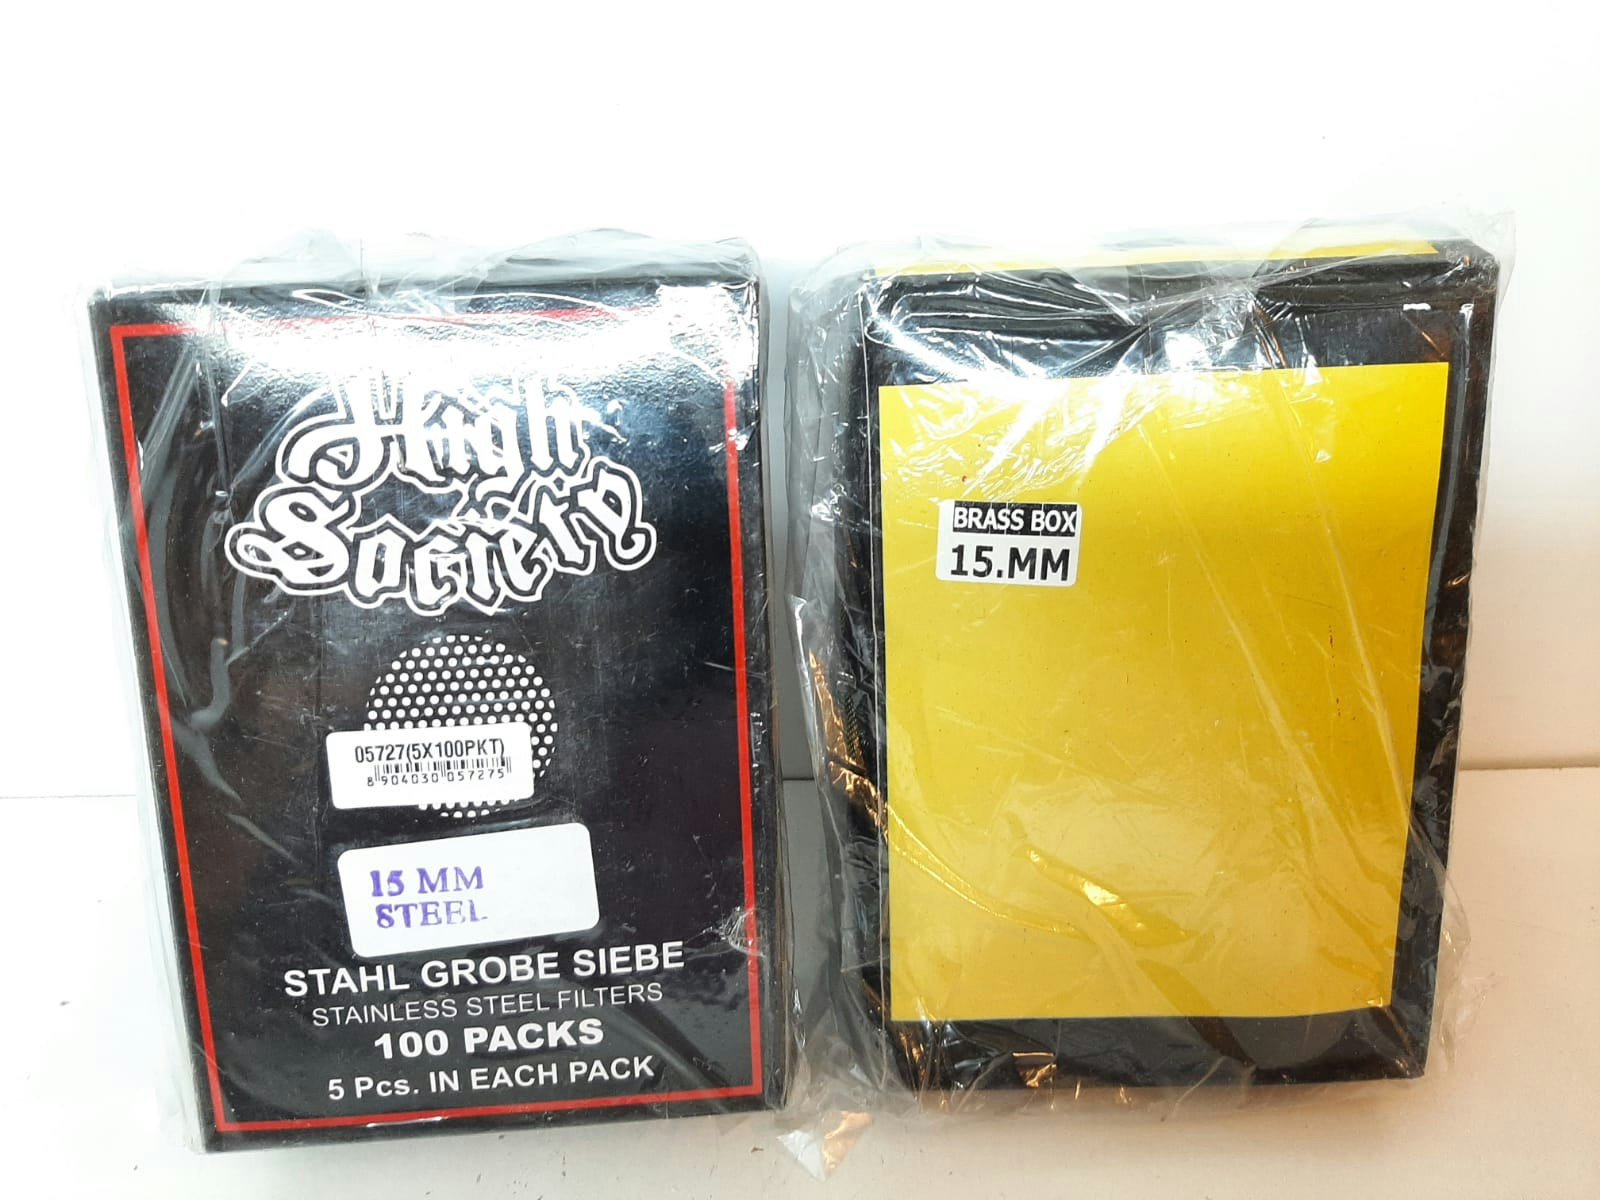 High
Society
05727(5X100PKT)
8 904030 057275
15 MM
STEEL
STAHL GROBE SIEBE
STAINLESS STEEL FILTERS
100 PACKS
5 Pcs. IN EACH PACK
BRASS BOX
15.MM